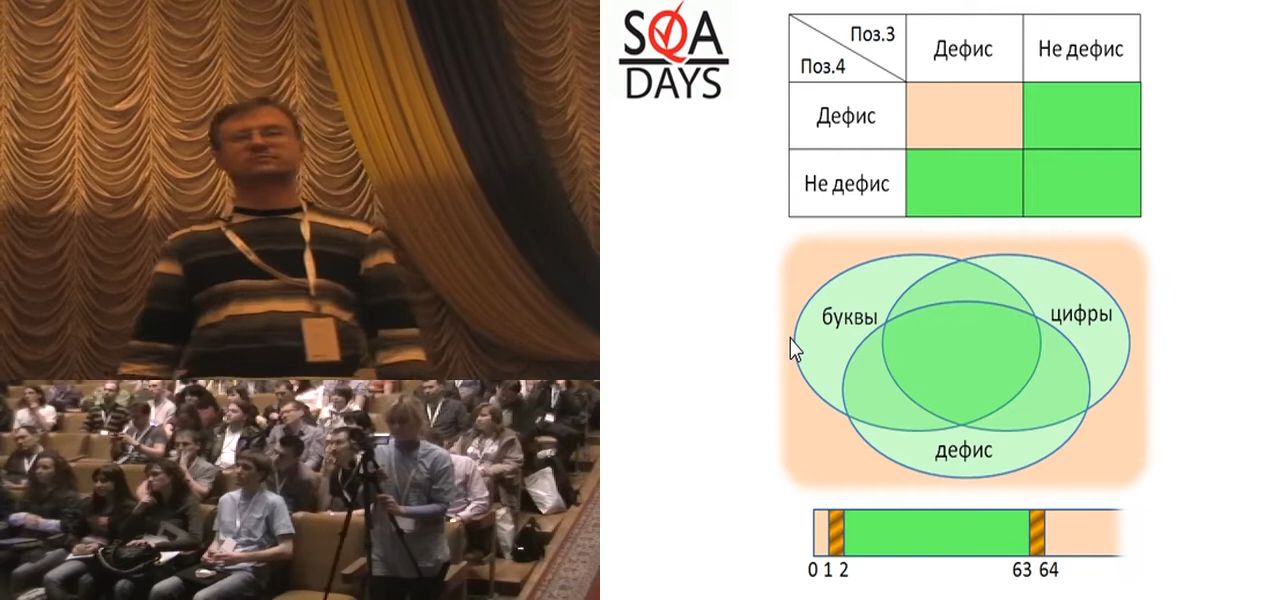 SQA
DAYS
Поз.3
Поз.4
Дефис
Не дефис
Дефис
Не дефис
буквы
цифры
дефис
0 1 2
63 64